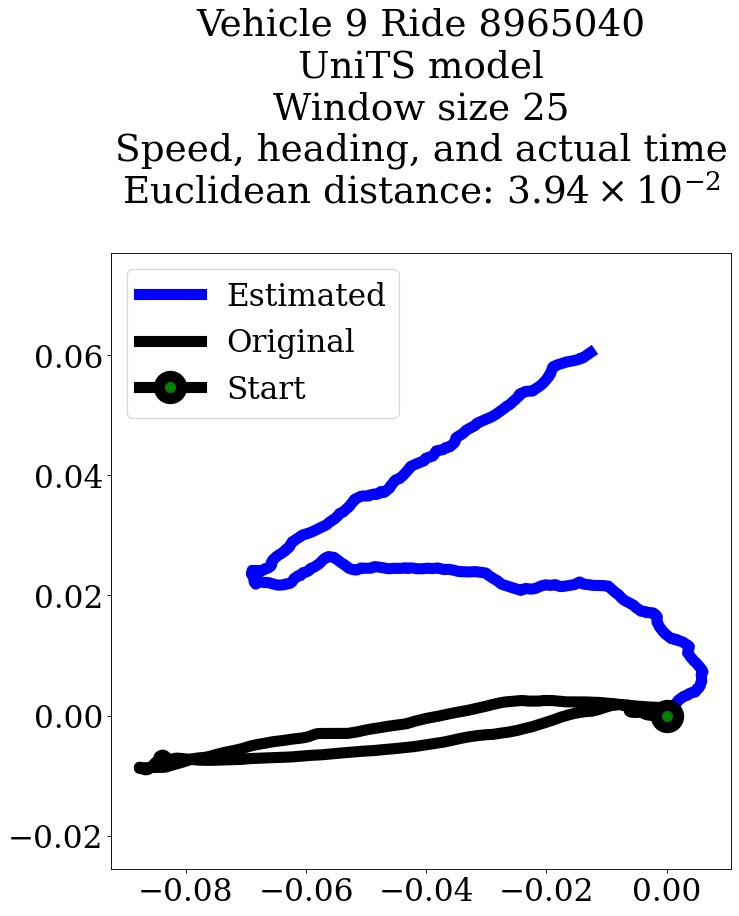 Vehicle 9 Ride 8965040
UniTS model
Window size 25
Speed, heading, and actual time
Euclidean distance: 3.94 × 10⁻²
Estimated
Original
Start
0.06
0.04
0.02
0.00
−0.02
−0.08 −0.06 −0.04 −0.02 0.00